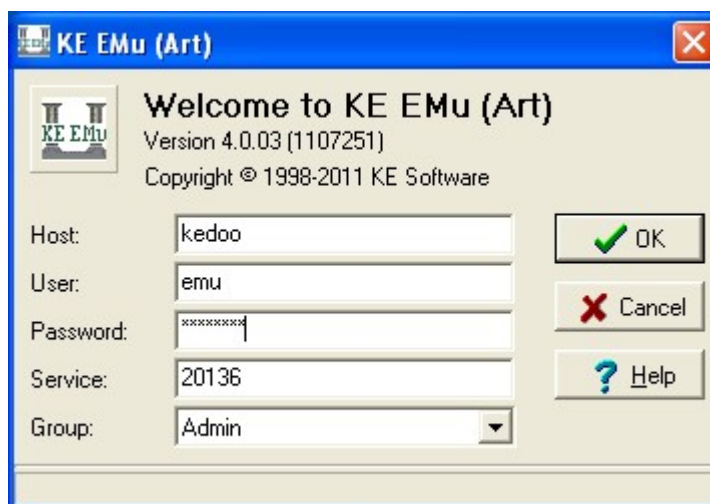 KE EMu (Art)
KE EMu
Welcome to KE EMu (Art)
Version 4.0.03 (1107251)
Copyright © 1998-2011 KE Software
Host: kedoo OK
User: emu Cancel
Password: ******** 
Service: 20136 Help
Group: Admin